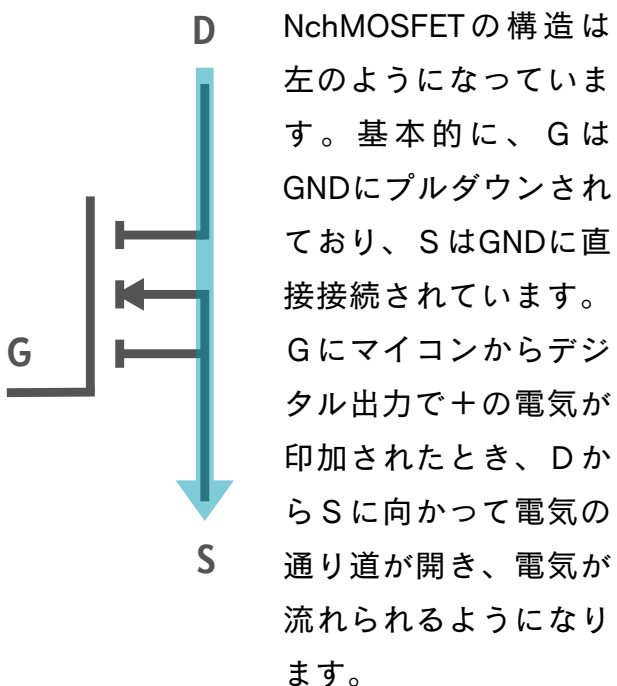 D
G
S
NchMOSFETの構造は
左のようになっていま
す。基本的に、Gは
GNDにプルダウンされ
ており、SはGNDに直
接接続されています。
Gにマイコンからデジ
タル出力で＋の電気が
印加されたとき、Dか
らSに向かって電気の
通り道が開き、電気が
流れられるようになり
ます。